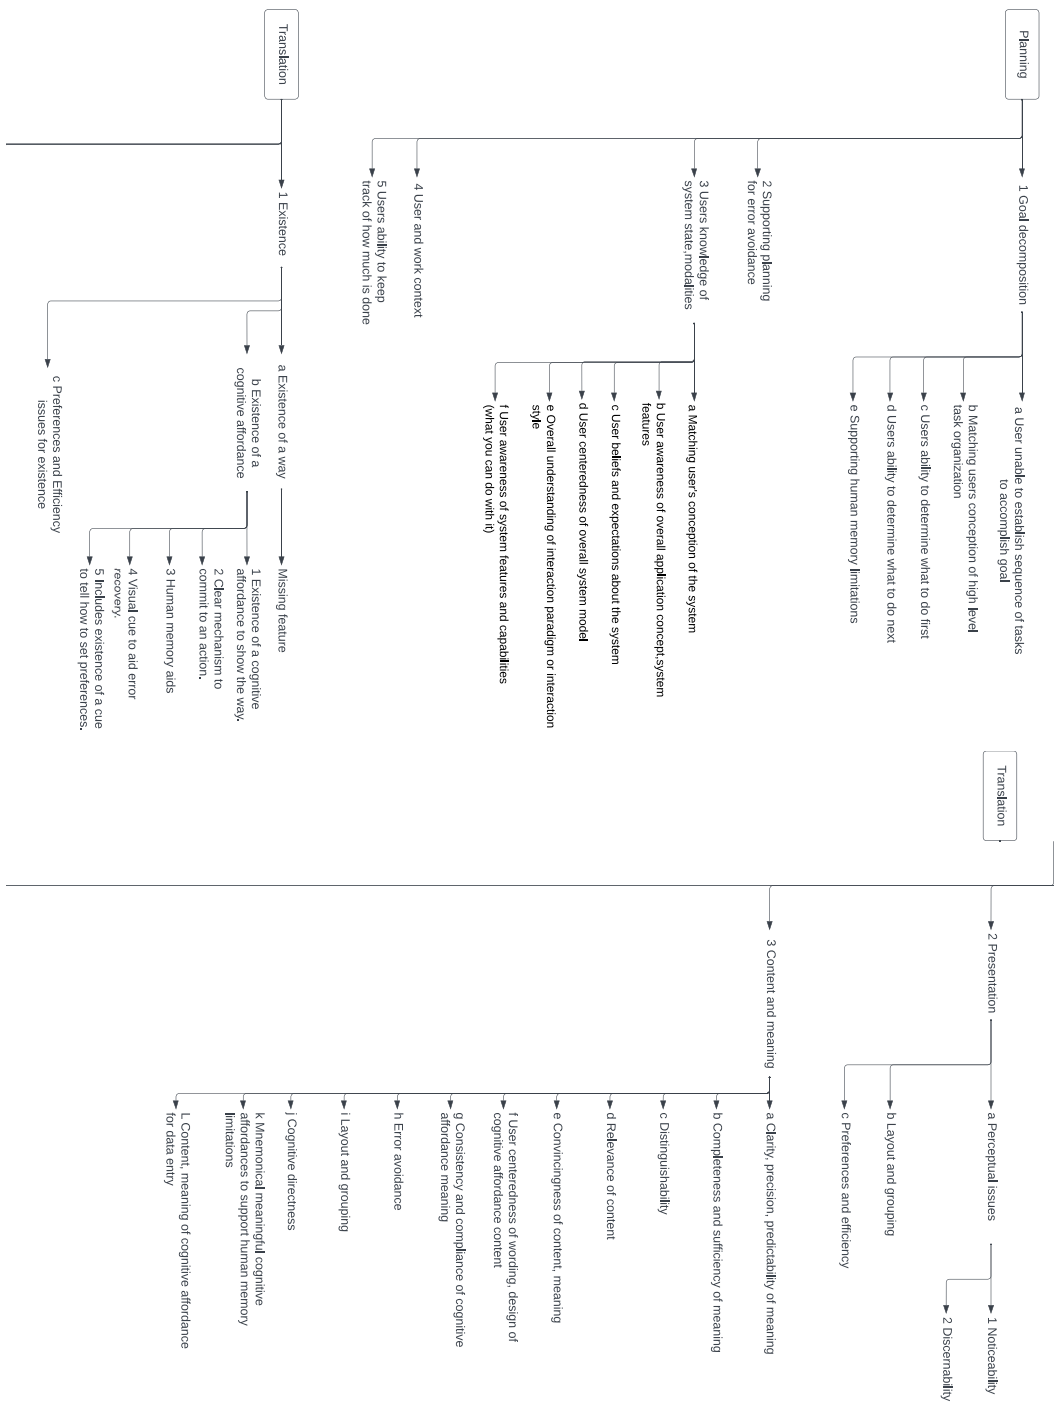 Planning
1 Goal decomposition
a User unable to establish sequence of tasks
to accomplish goal
b Matching users conception of high level
task organization
c Users ability to determine what to do first
d Users ability to determine what to do next
e Supporting human memory limitations
2 Supporting planning
for error avoidance
3 Users knowledge of
system state,modalities
a Matching user's conception of the system
b User awareness of overall application concept,system
features
c User beliefs and expectations about the system
d User centeredness of overall system model
e Overall understanding of interaction paradigm or interaction
style
f User awareness of system features and capabilities
(what you can do with it)
4 User and work context
5 Users ability to keep
track of how much is done
Translation
1 Existence
a Existence of a way
Missing feature
b Existence of a
cognitive affordance
1 Existence of a cognitive
affordance to show the way.
2 Clear mechanism to
commit to an action.
3 Human memory aids
4 Visual cue to aid error
recovery.
5 Includes existence of a cue
to tell how to set preferences.
c Preferences and Efficiency
issues for existence
Translation
2 Presentation
a Perceptual issues
1 Noticeability
2 Discernability
b Layout and grouping
c Preferences and efficiency
3 Content and meaning
a Clarity, precision, predictability of meaning
b Completeness and sufficiency of meaning
c Distinguishability
d Relevance of content
e Convincingness of content, meaning
f User centeredness of wording, design of
cognitive affordance content
g Consistency and compliance of cognitive
affordance meaning
h Error avoidance
i Layout and grouping
j Cognitive directness
k Mnemonical meaningful cognitive
affordances to support human memory
limitations
L Content, meaning of cognitive affordance
for data entry